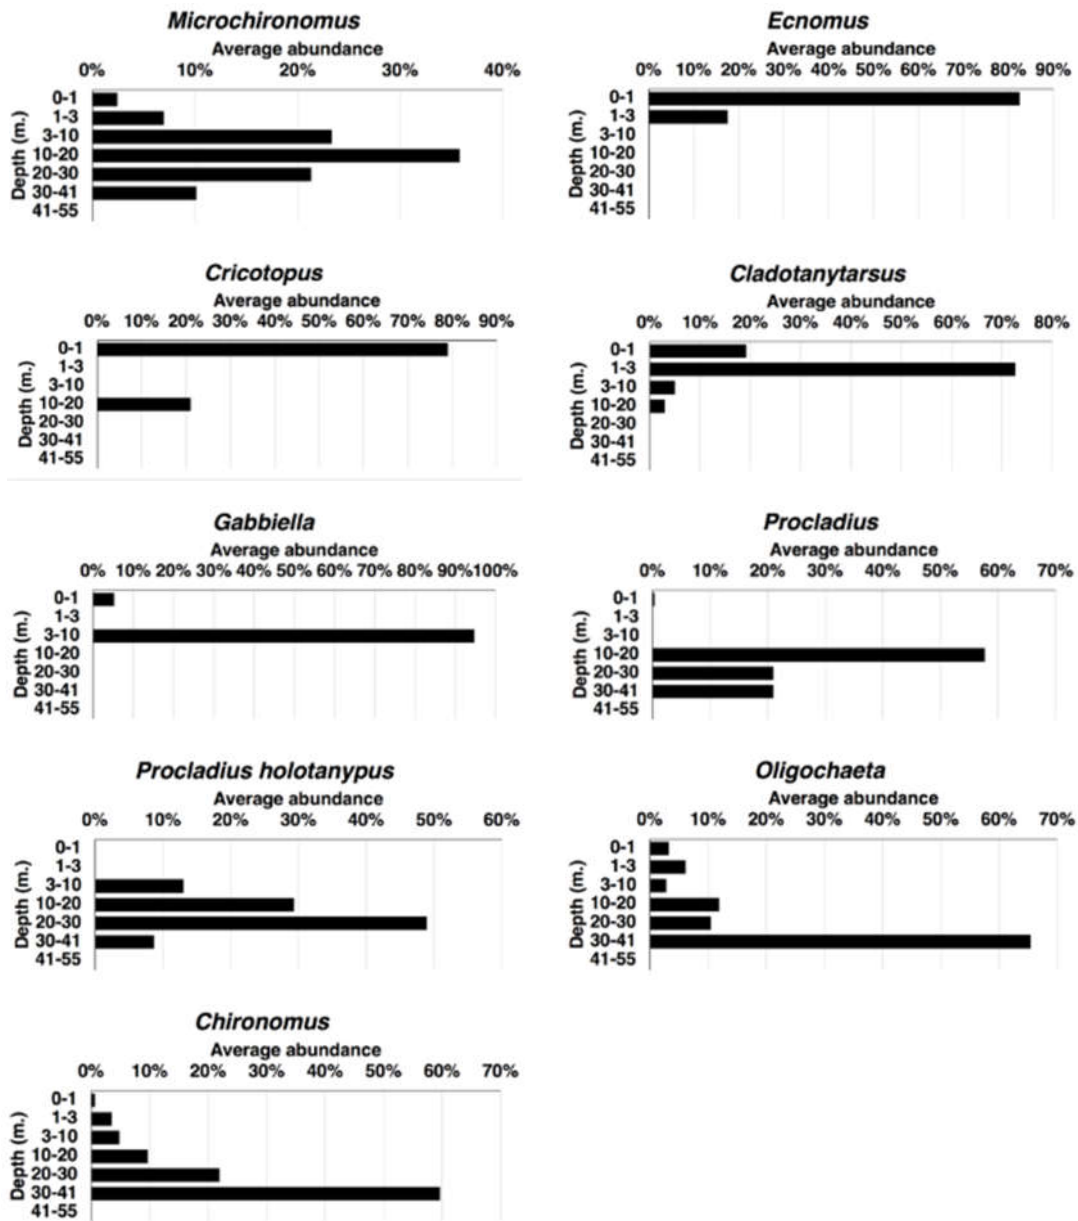 Microchironomus
Average abundance
0% 10% 20% 30% 40%
Depth (m.)
0-1
1-3
3-10
10-20
20-30
30-41
41-55
Ecnomus
Average abundance
0% 10% 20% 30% 40% 50% 60% 70% 80% 90%
Depth (m.)
0-1
1-3
3-10
10-20
20-30
30-41
41-55
Cricotopus
Average abundance
0% 10% 20% 30% 40% 50% 60% 70% 80% 90%
Depth (m.)
0-1
1-3
3-10
10-20
20-30
30-41
41-55
Cladotanytarsus
Average abundance
0% 10% 20% 30% 40% 50% 60% 70% 80%
Depth (m.)
0-1
1-3
3-10
10-20
20-30
30-41
41-55
Gabbiella
Average abundance
0% 10% 20% 30% 40% 50% 60% 70% 80% 90%100%
Depth (m.)
0-1
1-3
3-10
10-20
20-30
30-41
41-55
Procladius
Average abundance
0% 10% 20% 30% 40% 50% 60% 70%
Depth (m.)
0-1
1-3
3-10
10-20
20-30
30-41
41-55
Procladius holotanypus
Average abundance
0% 10% 20% 30% 40% 50% 60%
Depth (m.)
0-1
1-3
3-10
10-20
20-30
30-41
41-55
Oligochaeta
Average abundance
0% 10% 20% 30% 40% 50% 60% 70%
Depth (m.)
0-1
1-3
3-10
10-20
20-30
30-41
41-55
Chironomus
Average abundance
0% 10% 20% 30% 40% 50% 60% 70%
Depth (m.)
0-1
1-3
3-10
10-20
20-30
30-41
41-55